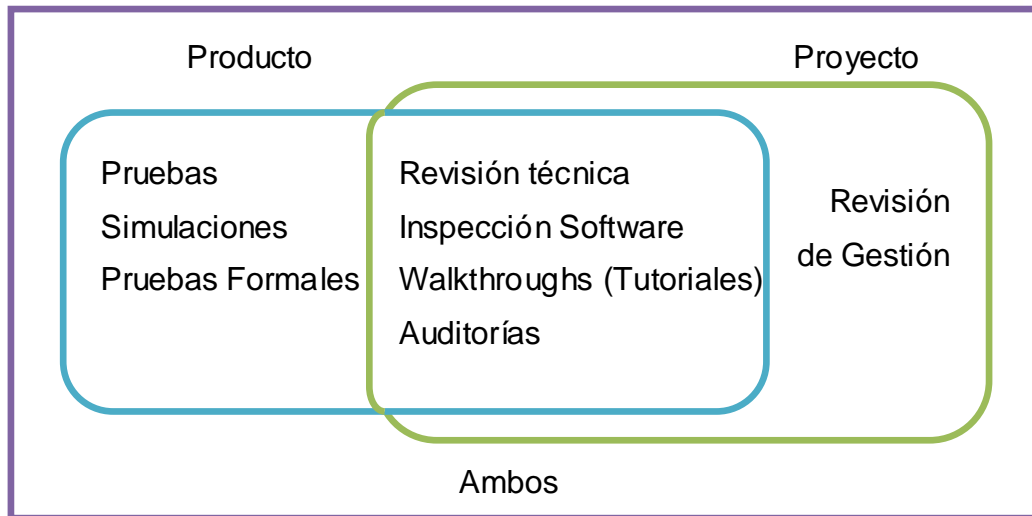 Producto
Proyecto
Pruebas
Simulaciones
Pruebas Formales
Revisión técnica
Inspección Software
Walkthroughs (Tutoriales)
Auditorías
Revisión
de Gestión
Ambos